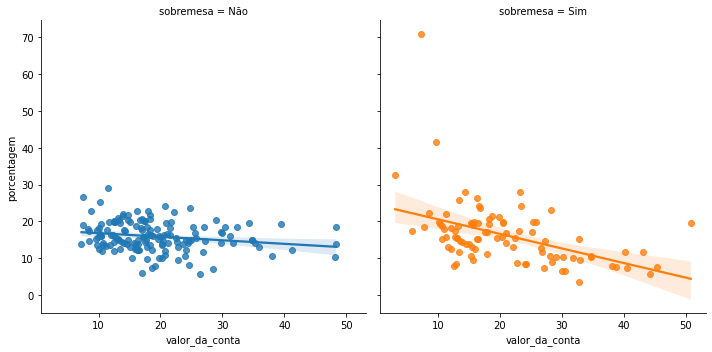 sobremesa = Não
sobremesa = Sim
70
60
50
40
30
20
10
0
porcentagem
10 20 30 40 50
10 20 30 40 50
valor_da_conta
valor_da_conta